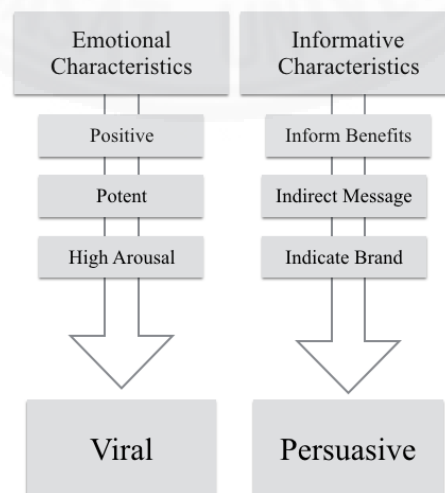 Emotional
Characteristics
Positive
Potent
High Arousal
Viral
Informative
Characteristics
Inform Benefits
Indirect Message
Indicate Brand
Persuasive